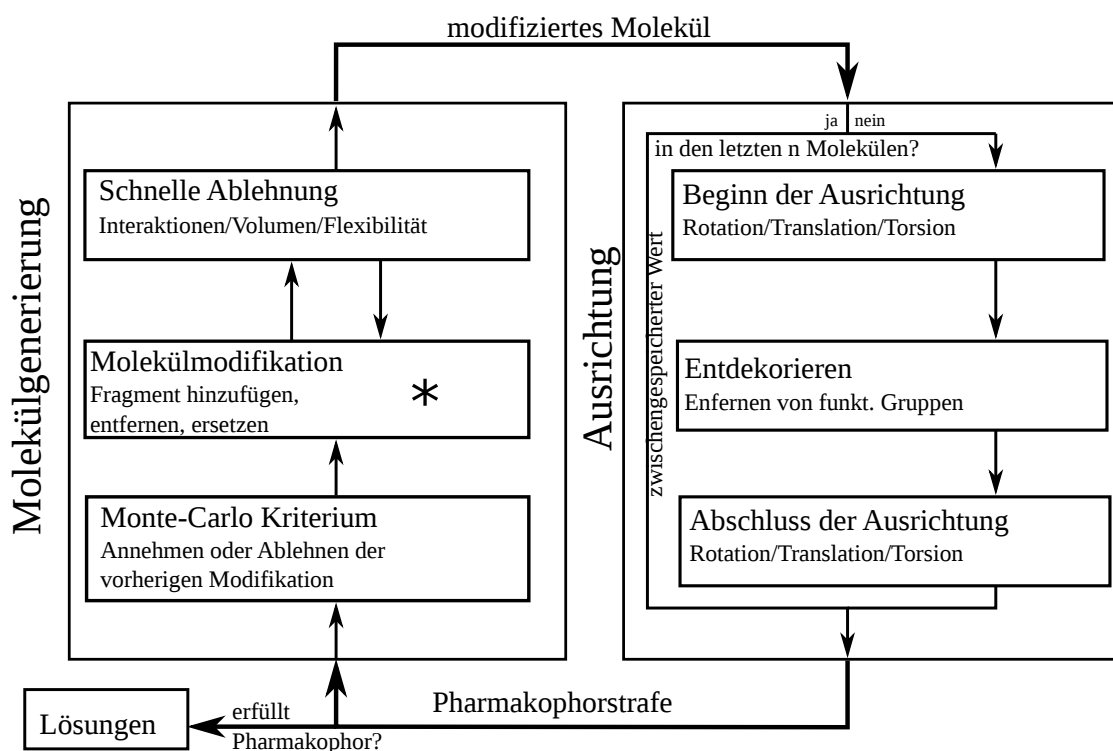 modifiziertes Molekül
Molekülgenerierung
Schnelle Ablehnung
Interaktionen/Volumen/Flexibilität
Molekülmodifikation
Fragment hinzufügen,
entfernen, ersetzen
*
Monte-Carlo Kriterium
Annehmen oder Ablehnen der
vorherigen Modifikation
Ausrichtung
ja nein
in den letzten n Molekülen?
zwischengespeicherter Wert
Beginn der Ausrichtung
Rotation/Translation/Torsion
Entdekorieren
Enfernen von funkt. Gruppen
Abschluss der Ausrichtung
Rotation/Translation/Torsion
Pharmakophorstrafe
erfüllt
Pharmakophor?
Lösungen